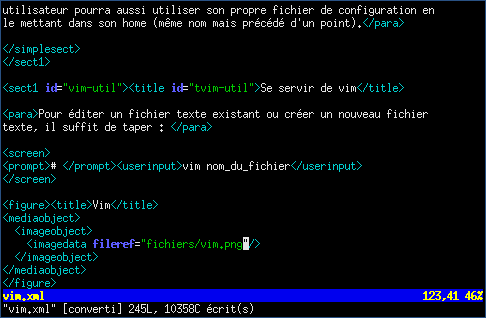 utilisateur pourra aussi utiliser son propre fichier de configuration en
le mettant dans son home (même nom mais précédé d'un point).</para>
</simplesect>
</sect1>
<sect1 id="vim-util"><title id="tvim-util">Se servir de vim</title>
<para>Pour éditer un fichier texte existant ou créer un nouveau fichier
texte, il suffit de taper : </para>
<screen>
<prompt># </prompt><userinput>vim nom_du_fichier</userinput>
</screen>
<figure><title>Vim</title>
<mediaobject>
  <imageobject>
    <imagedata fileref="fichiers/vim.png"/>
  </imageobject>
</mediaobject>
</figure>
vim.xml 123,41 46%
"vim.xml" [converti] 245L, 10358C écrit(s)